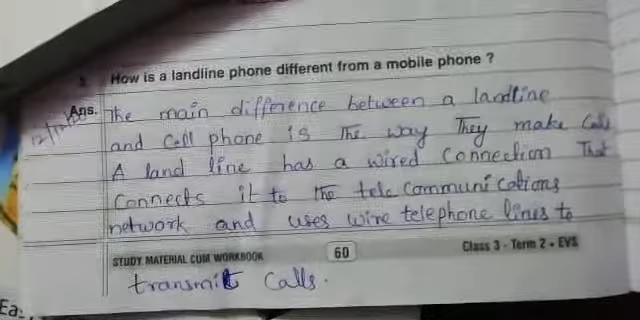 How is a landline phone different from a mobile phone ?
Ans. The main difference between a landline
and Cell phone is The way They make Calls
A land line has a wired Connection That
Connects it to the tele communications
network and uses wire telephone lines to
STUDY MATERIAL CUM WORKBOOK 60 Class 3 - Term 2 • EVS
transmit Calls.
Ea